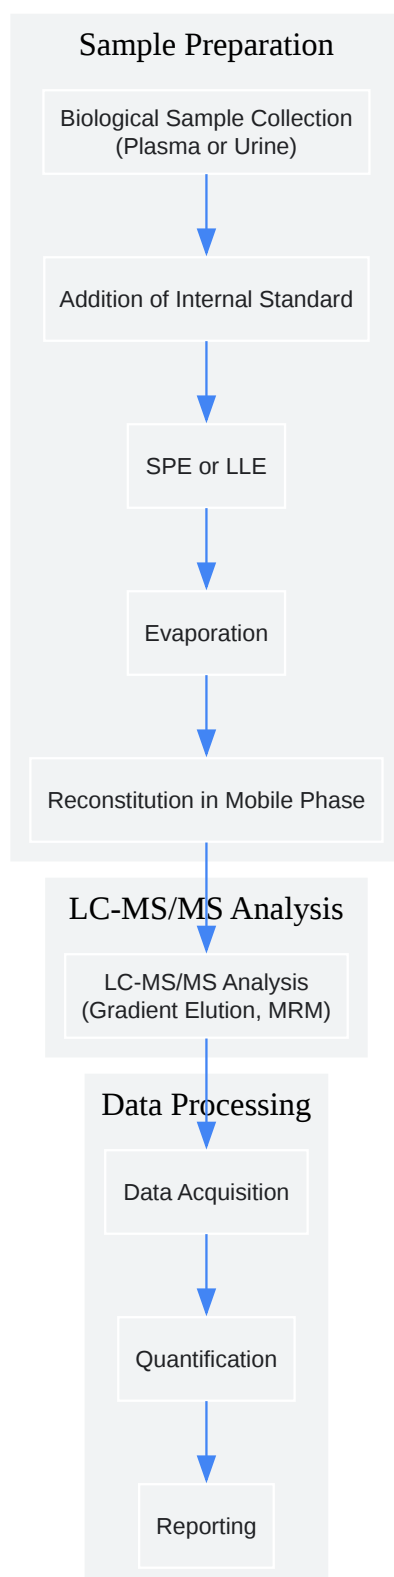 Sample Preparation
Biological Sample Collection
(Plasma or Urine)
Addition of Internal Standard
SPE or LLE
Evaporation
Reconstitution in Mobile Phase
LC-MS/MS Analysis
LC-MS/MS Analysis
(Gradient Elution, MRM)
Data Processing
Data Acquisition
Quantification
Reporting